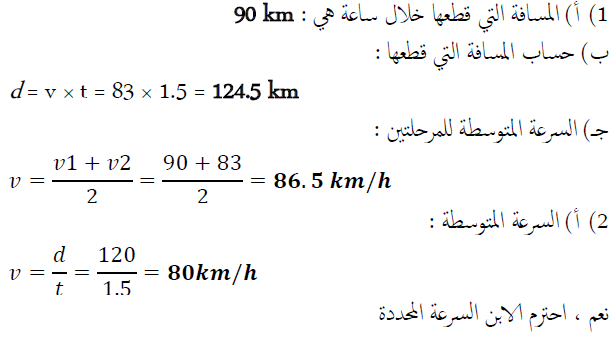 1) أ) المسافة التي قطعها خلال ساعة هي : 90 km
ب) حساب المسافة التي قطعها :
d = v × t = 83 × 1.5 = 124.5 km
جـ) السرعة المتوسطة للمرحلتين :
v = (v1 + v2)/2 = (90 + 83)/2 = 86.5 km/h
2) أ) السرعة المتوسطة :
v = d/t = 120/1.5 = 80km/h
نعم ، احترم الابن السرعة المحددة